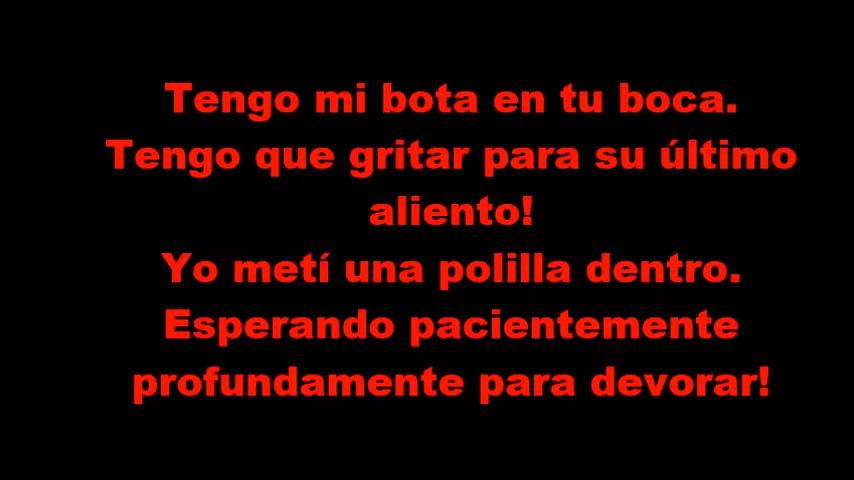 Tengo mi bota en tu boca.
Tengo que gritar para su último
aliento!
Yo metí una polilla dentro.
Esperando pacientemente
profundamente para devorar!